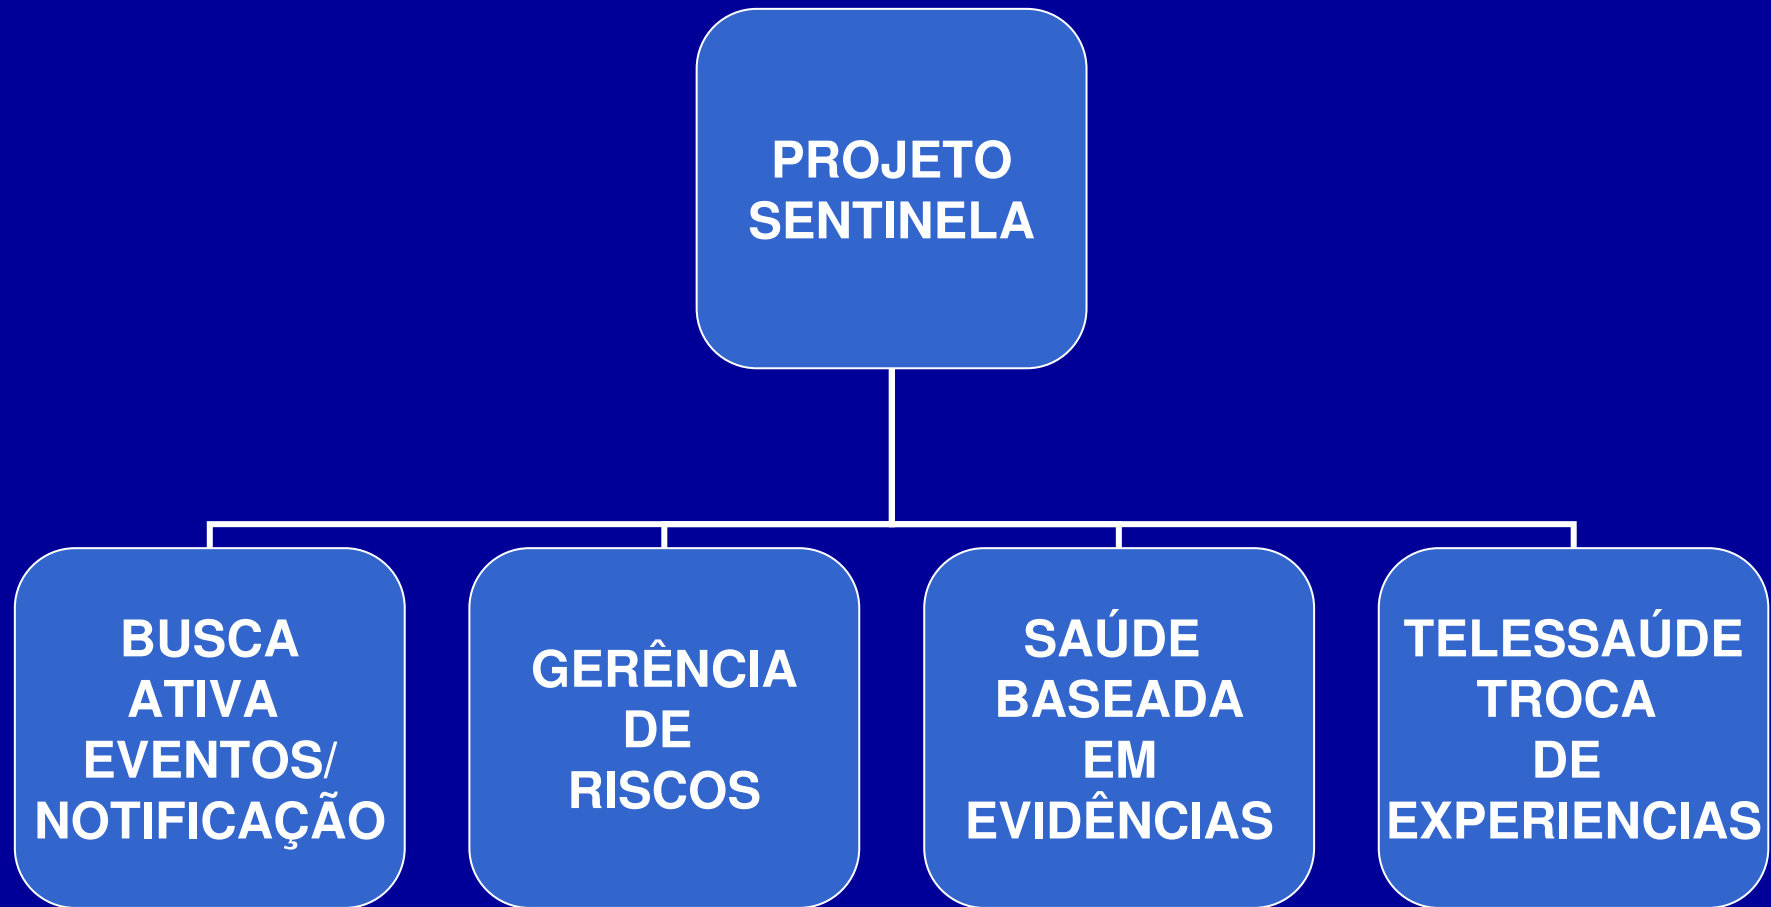 PROJETO
SENTINELA
BUSCA
ATIVA
EVENTOS/
NOTIFICAÇÃO
GERÊNCIA
DE
RISCOS
SAÚDE
BASEADA
EM
EVIDÊNCIAS
TELESSAÚDE
TROCA
DE
EXPERIENCIAS